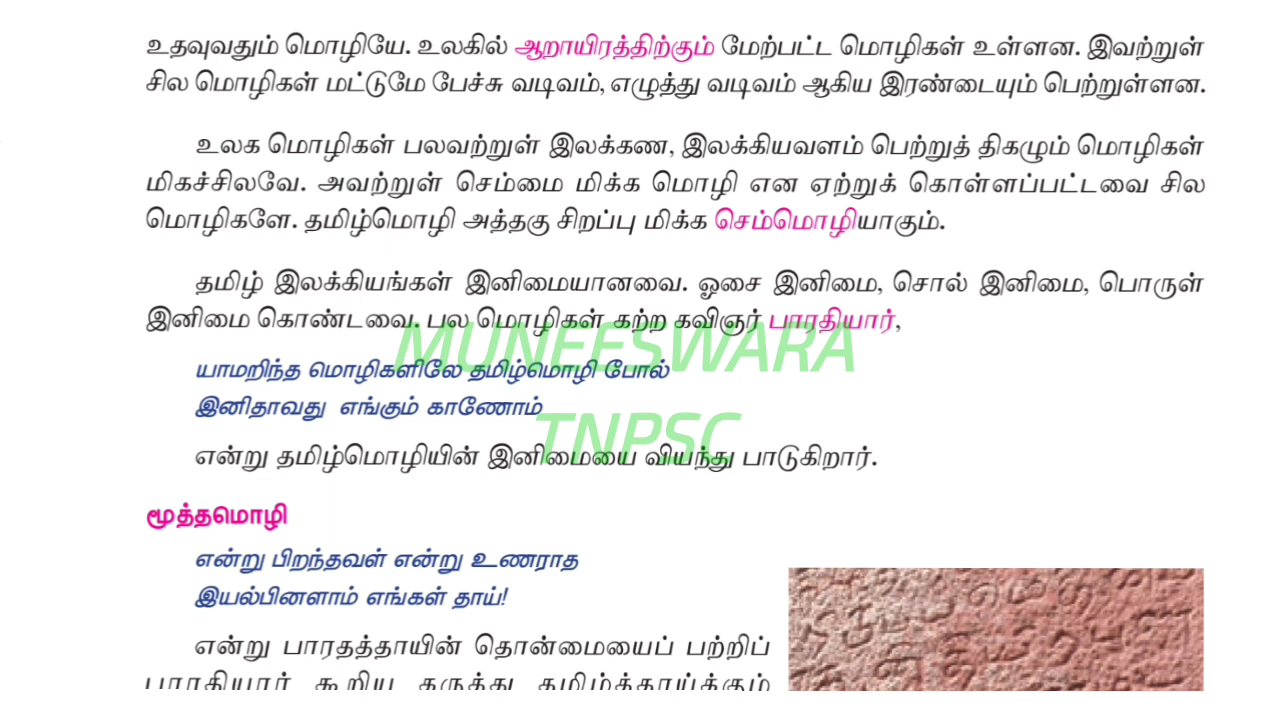 உதவுவதும் மொழியே. உலகில் ஆறாயிரத்திற்கும் மேற்பட்ட மொழிகள் உள்ளன. இவற்றுள்
சில மொழிகள் மட்டுமே பேச்சு வடிவம், எழுத்து வடிவம் ஆகிய இரண்டையும் பெற்றுள்ளன.
உலக மொழிகள் பலவற்றுள் இலக்கண, இலக்கியவளம் பெற்றுத் திகழும் மொழிகள்
மிகச்சிலவே. அவற்றுள் செம்மை மிக்க மொழி என ஏற்றுக் கொள்ளப்பட்டவை சில
மொழிகளே. தமிழ்மொழி அத்தகு சிறப்பு மிக்க செம்மொழியாகும்.
தமிழ் இலக்கியங்கள் இனிமையானவை. ஓசை இனிமை, சொல் இனிமை, பொருள்
இனிமை கொண்டவை. பல மொழிகள் கற்ற கவிஞர் பாரதியார்,
MUNEESWARA
யாமறிந்த மொழிகளிலே தமிழ்மொழி போல்
இனிதாவது எங்கும் காணோம்
TNPSC
என்று தமிழ்மொழியின் இனிமையை வியந்து பாடுகிறார்.
மூத்தமொழி
என்று பிறந்தவள் என்று உணராத
இயல்பினளாம் எங்கள் தாய்!
என்று பாரதத்தாயின் தொன்மையைப் பற்றிப்
பாரதியார் கூறிய கருத்து தமிழ்த்தாய்க்கும்